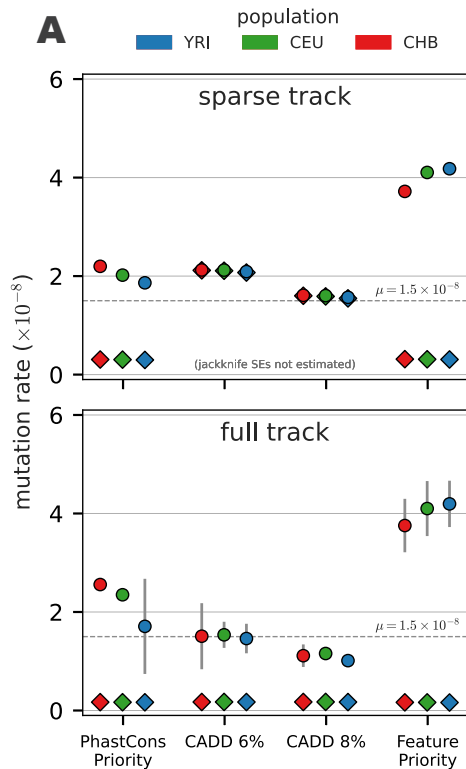 A
population
YRI CEU CHB
sparse track
6
4
2
0
μ = 1.5 × 10⁻⁸
(jackknife SEs not estimated)
mutation rate (×10⁻⁸)
full track
6
4
2
0
μ = 1.5 × 10⁻⁸
PhastCons Priority
CADD 6%
CADD 8%
Feature Priority